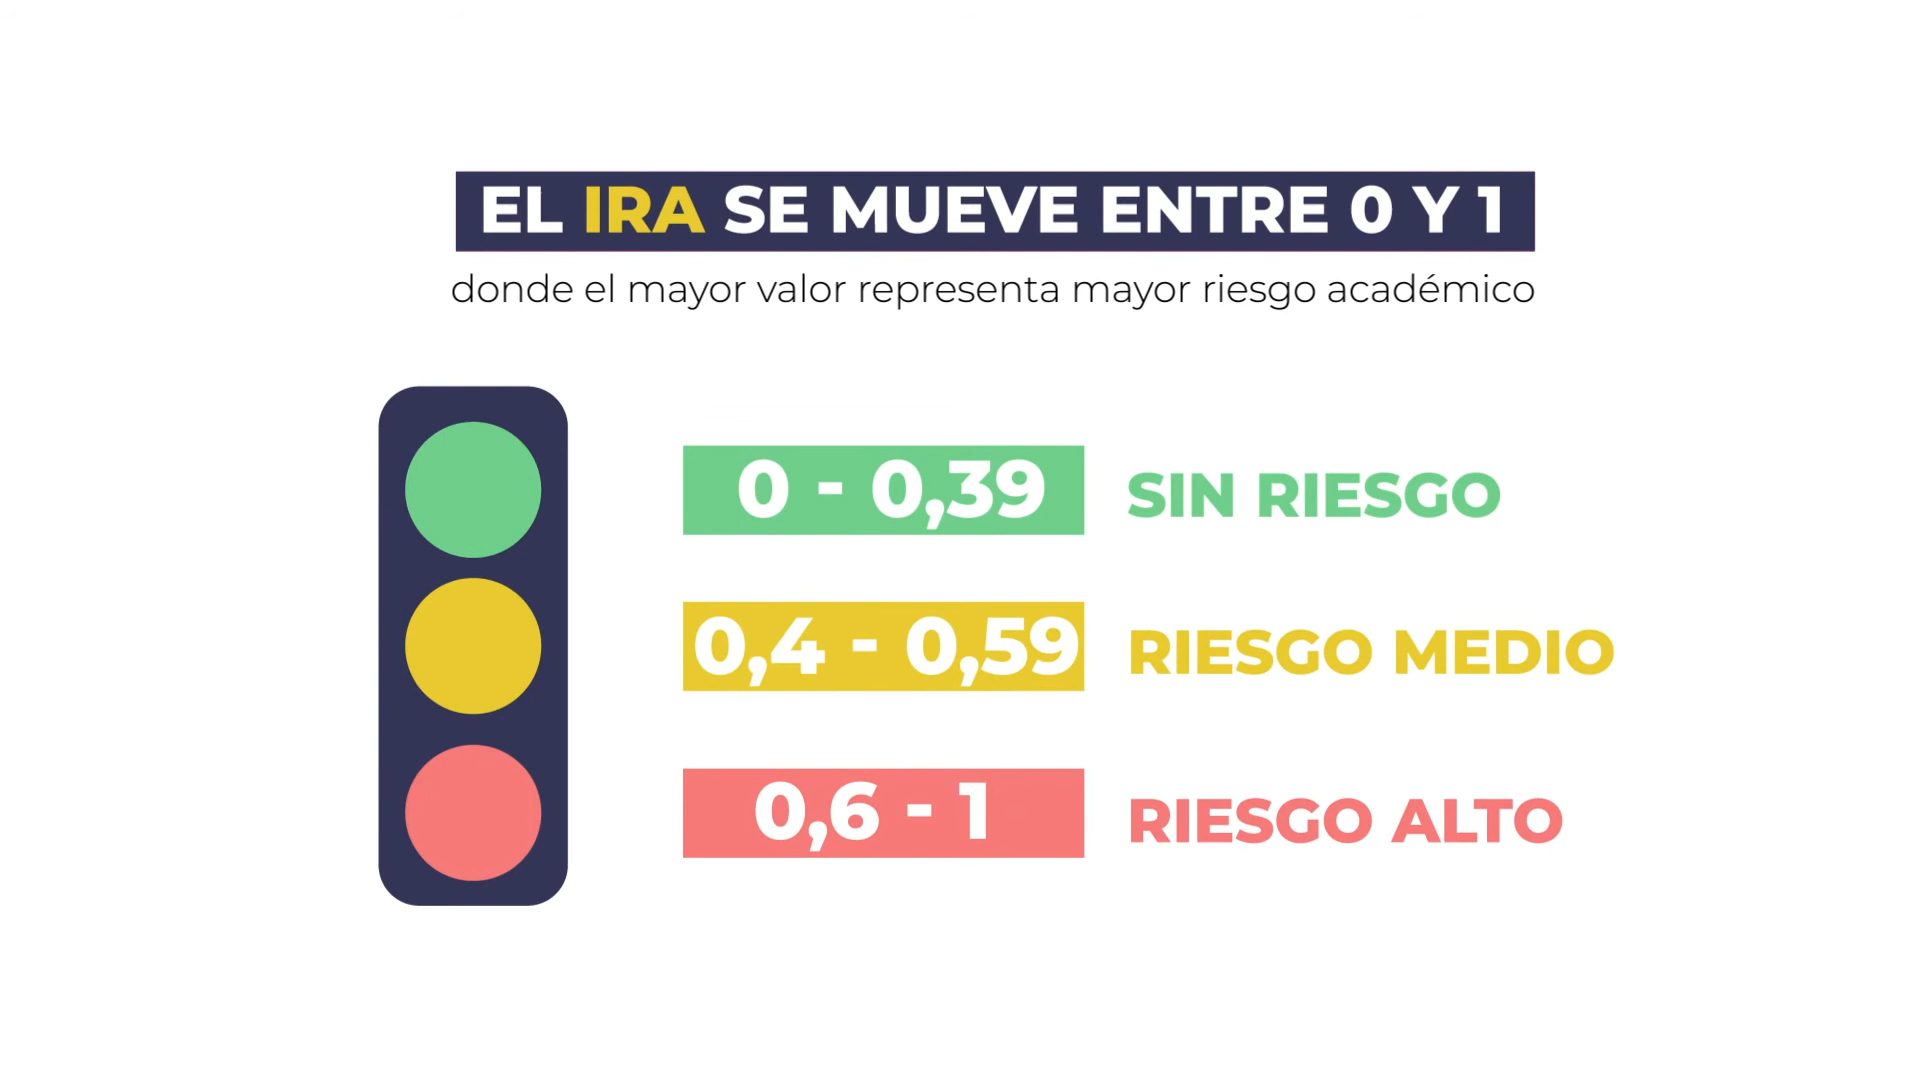 EL IRA SE MUEVE ENTRE 0 Y 1
donde el mayor valor representa mayor riesgo académico
0 - 0,39 SIN RIESGO
0,4 - 0,59 RIESGO MEDIO
0,6 - 1 RIESGO ALTO